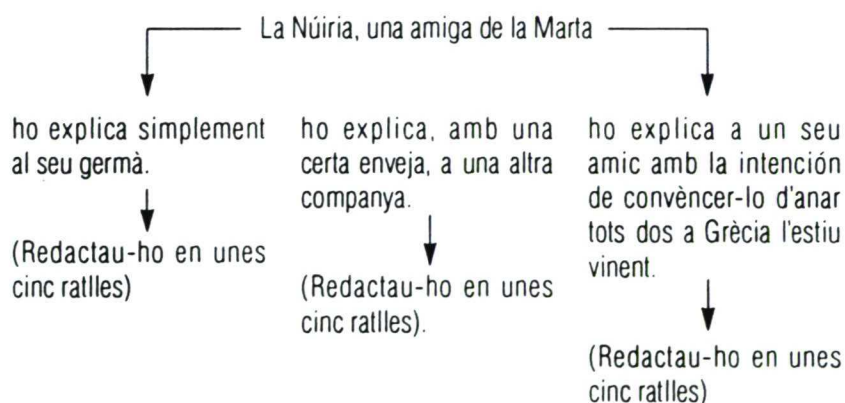 La Núiria, una amiga de la Marta
ho explica simplement
al seu germà.
(Redactau-ho en unes
cinc ratlles)
ho explica, amb una
certa enveja, a una altra
companya.
(Redactau-ho en unes
cinc ratlles).
ho explica a un seu
amic amb la intención
de convèncer-lo d'anar
tots dos a Grècia l'estiu
vinent.
(Redactau-ho en unes
cinc ratlles)